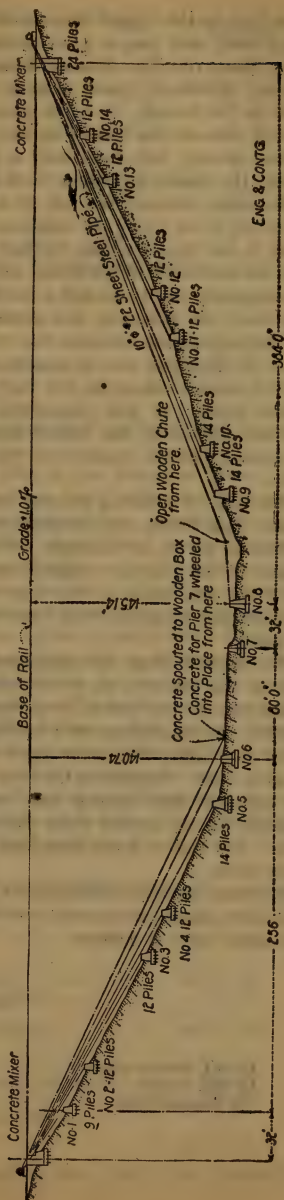 Concrete Mixer
Base of Rail
Grade +1.0%
Concrete Mixer
24 Piles
12 Piles
No. 14
12 Piles
No. 13
10" #22 Sheet Steel Pipe
12 Piles
No. 12
No. 11-12 Piles
Open Wooden Chute
from here.
14 Piles
No. 10.
14 Piles
No. 9
145.14'
No. 8
No. 7
Concrete Spouted to Wooden Box
Concrete for Pier 7 wheeled
into Place from here
140.74
No. 6
No. 5
14 Piles
No. 4. 12 Piles
No. 3
12 Piles
No. 2-12 Piles
9 Piles
No. 1
32'
256
60'.0"
32'
384'-0"
ENG. & CONTG.